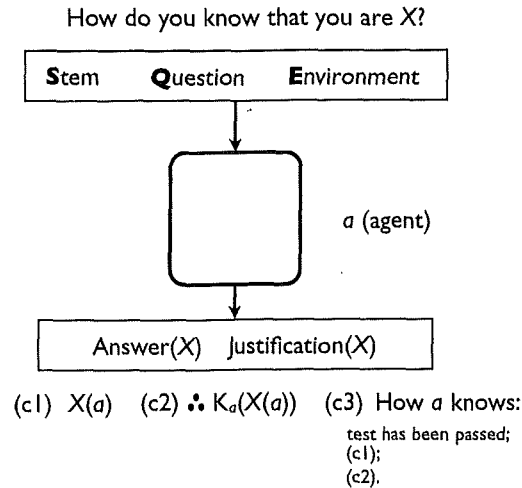 How do you know that you are X?
Stem Question Environment
a (agent)
Answer(X) Justification(X)
(c1) X(a) (c2) ∴ Kₐ(X(a)) (c3) How a knows:
test has been passed;
(c1);
(c2).